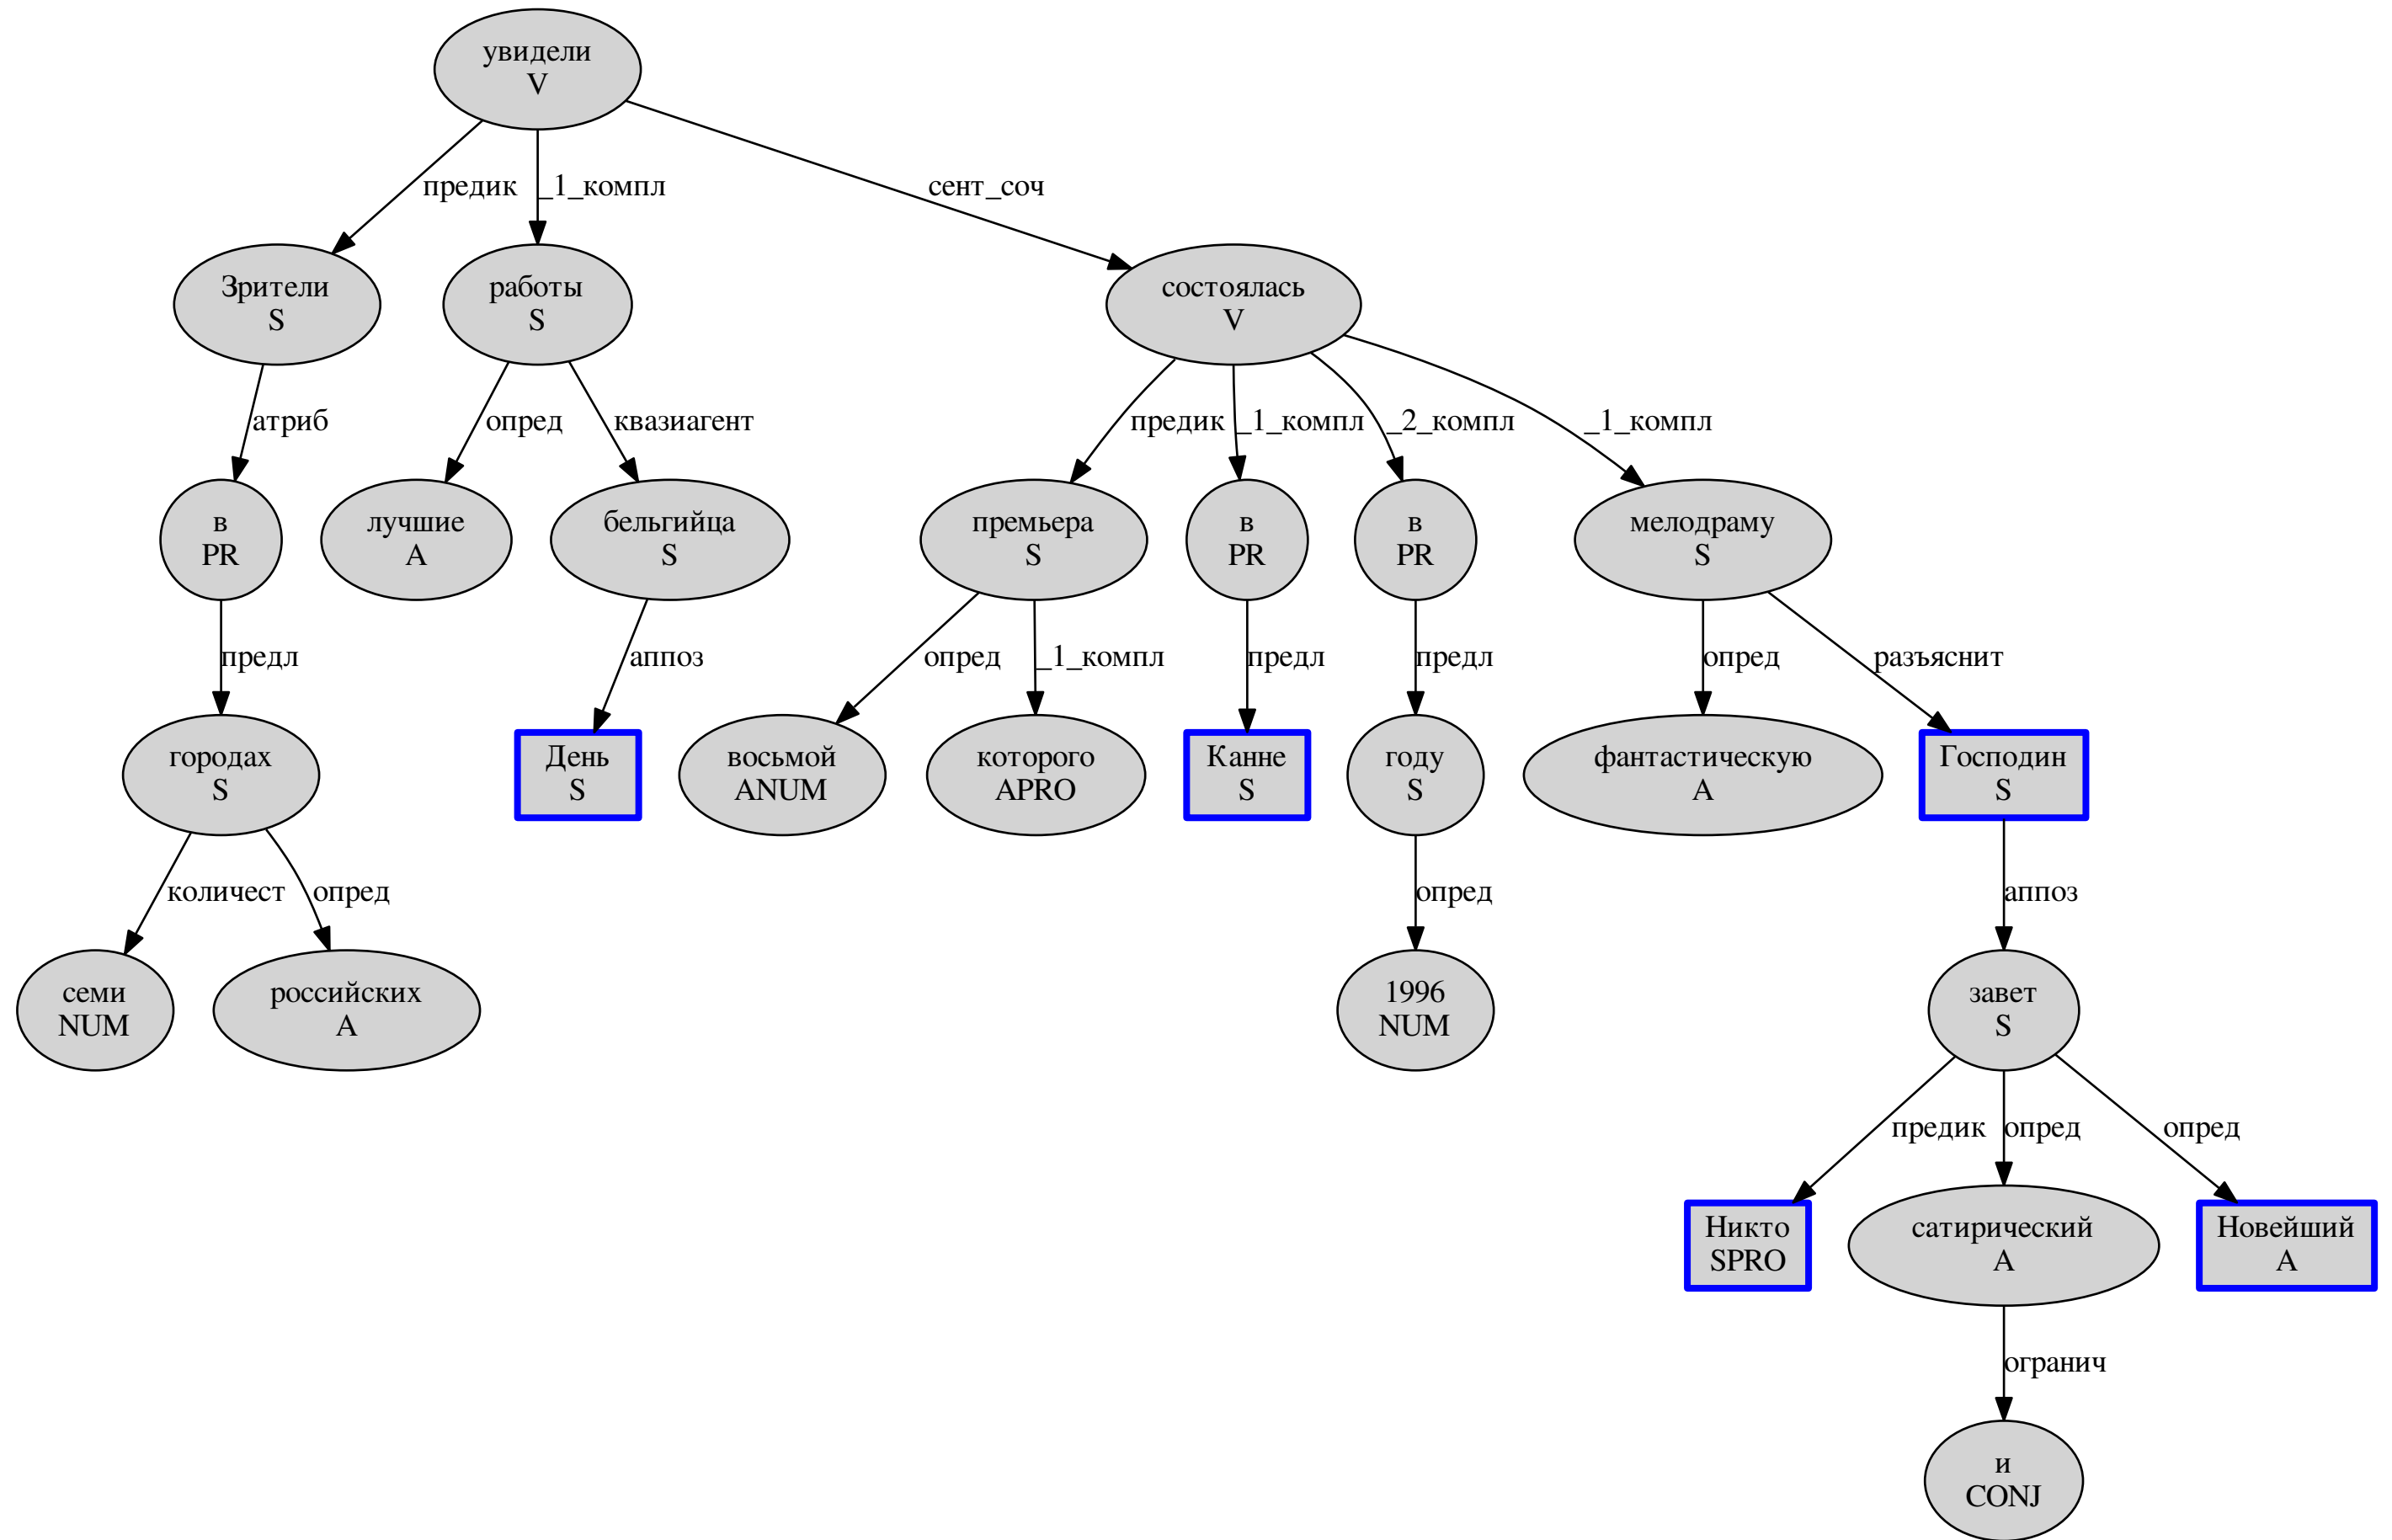 увидели
V
предик
_1_компл
сент_соч
Зрители
S
работы
S
состоялась
V
атриб
опред
квазиагент
предик
_1_компл
_2_компл
_1_компл
в
PR
лучшие
A
бельгийца
S
премьера
S
в
PR
в
PR
мелодраму
S
предл
аппоз
опред
_1_компл
предл
предл
опред
разъяснит
городах
S
День
S
восьмой
ANUM
которого
APRO
Канне
S
году
S
фантастическую
A
Господин
S
количест
опред
опред
аппоз
семи
NUM
российских
A
1996
NUM
завет
S
предик
опред
опред
Никто
SPRO
сатирический
A
Новейший
A
огранич
и
CONJ